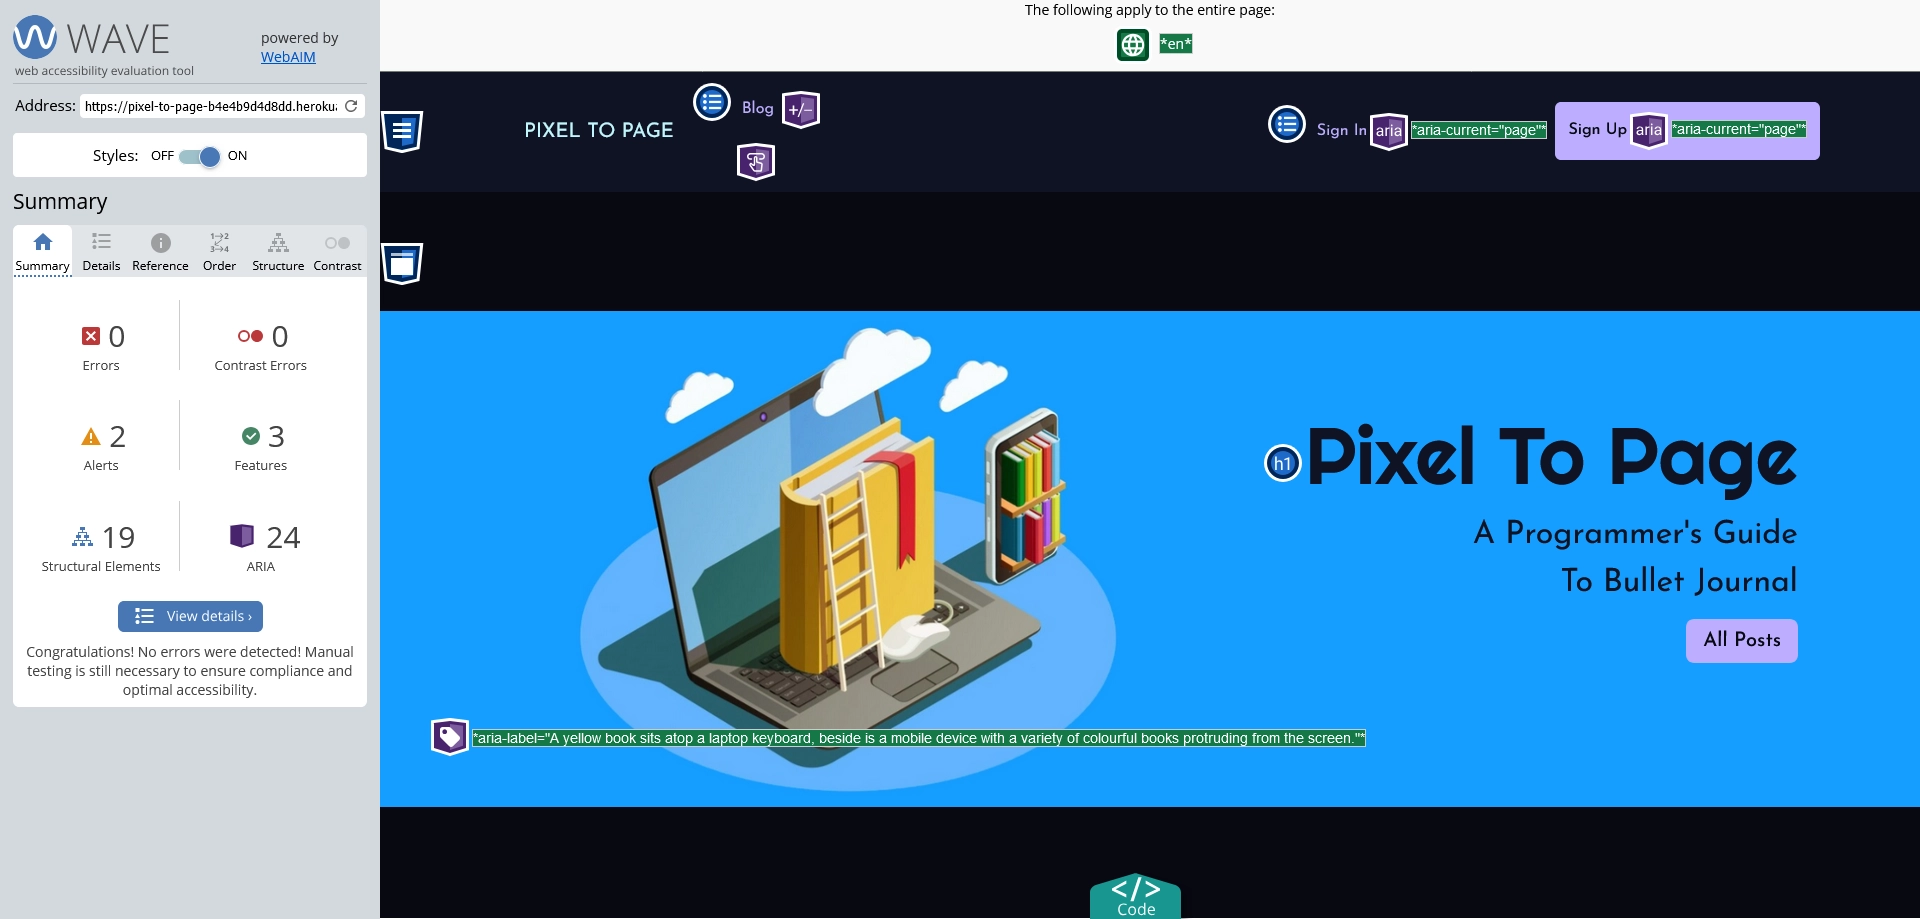 WAVE
powered by
WebAIM
web accessibility evaluation tool
Address: https://pixel-to-page-b4e4b9d4d8dd.heroku
Styles: OFF ON
Summary
Summary Details Reference Order Structure Contrast
1 2
3 4
0 0
Errors Contrast Errors
2 3
Alerts Features
19 24
Structural Elements ARIA
View details ›
Congratulations! No errors were detected! Manual
testing is still necessary to ensure compliance and
optimal accessibility.
The following apply to the entire page:
*en*
PIXEL TO PAGE
Blog +/−
Sign In aria *aria-current="page"*
Sign Up aria *aria-current="page"*
h1 Pixel To Page
A Programmer's Guide
To Bullet Journal
All Posts
*aria-label="A yellow book sits atop a laptop keyboard, beside is a mobile device with a variety of colourful books protruding from the screen."*
</>
Code